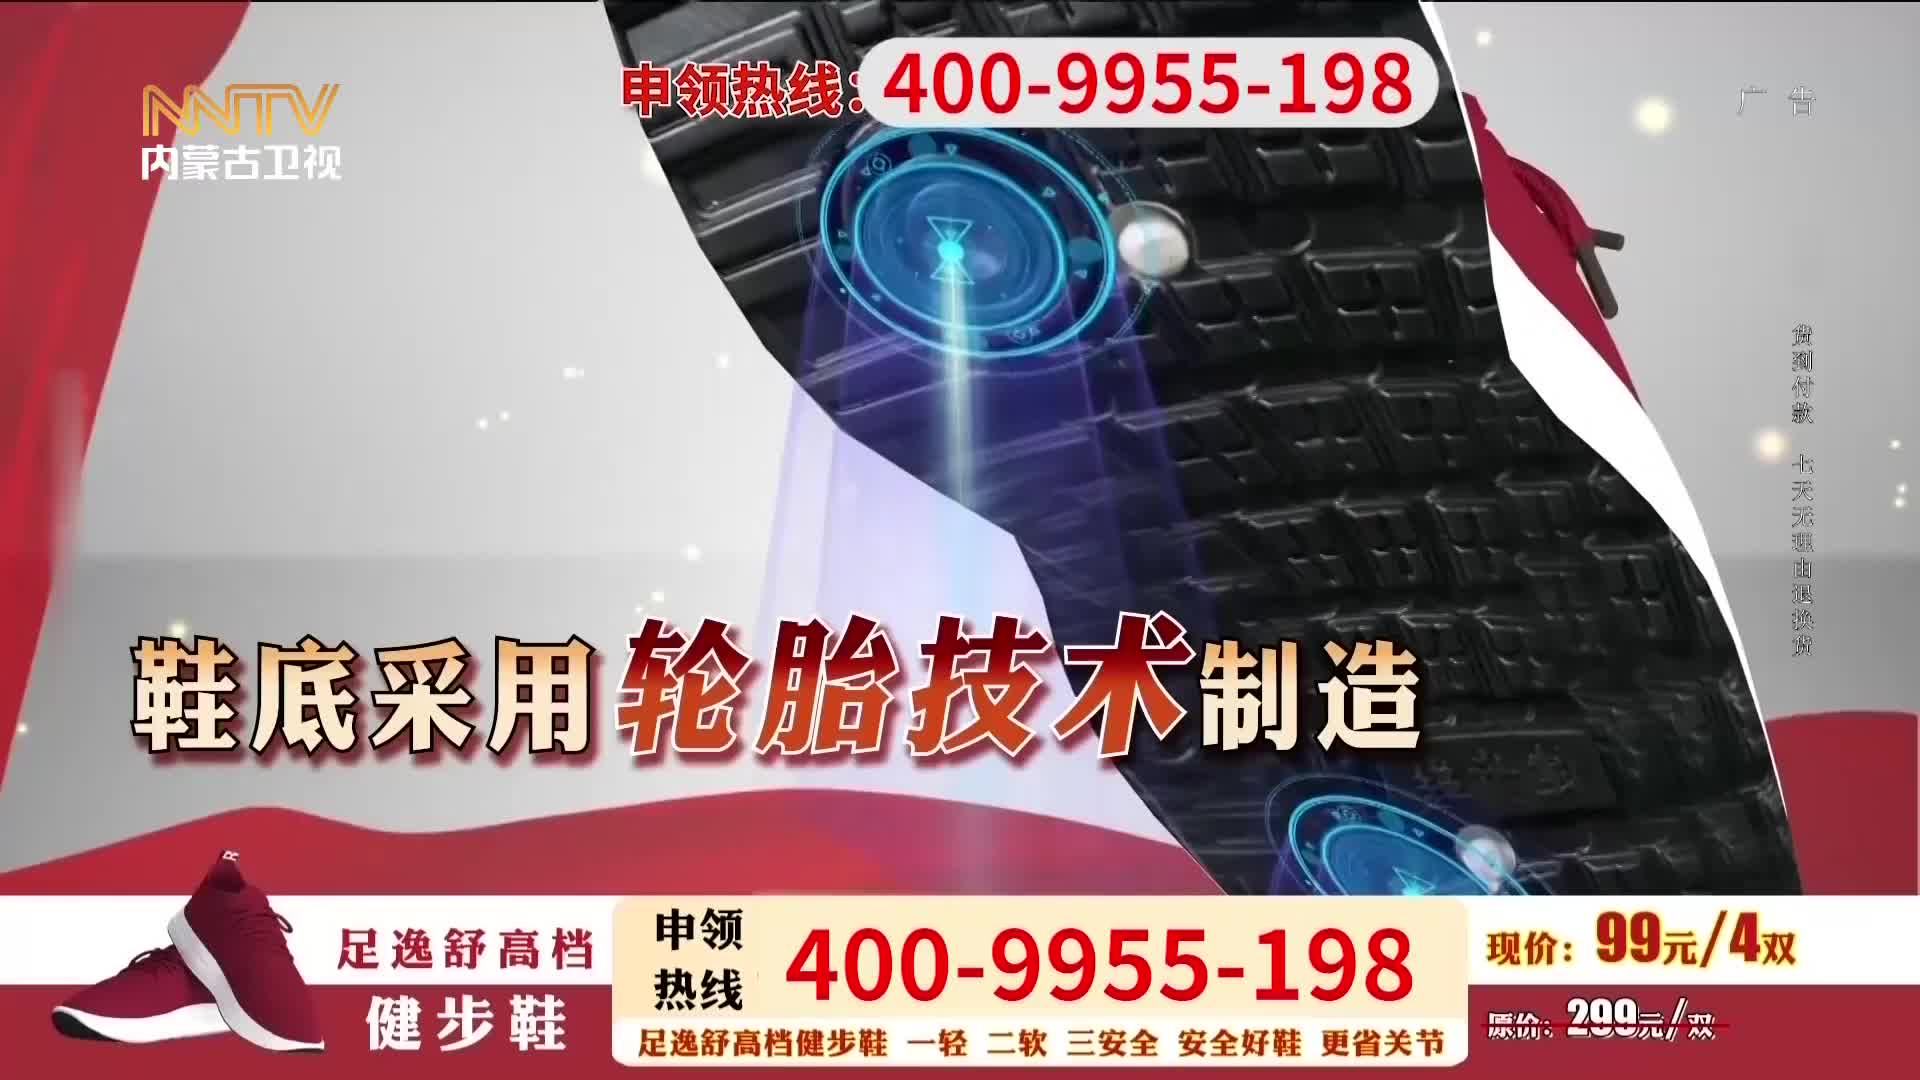 NNTV
内蒙古卫视
申领热线：400-9955-198
广告
货到付款 七天无理由退换货
鞋底采用轮胎技术制造
R
足逸舒高档
健步鞋
申领
热线
400-9955-198
足逸舒高档健步鞋 一轻 二软 三安全 安全好鞋 更省关节
现价：99元/4双
原价：299元/双